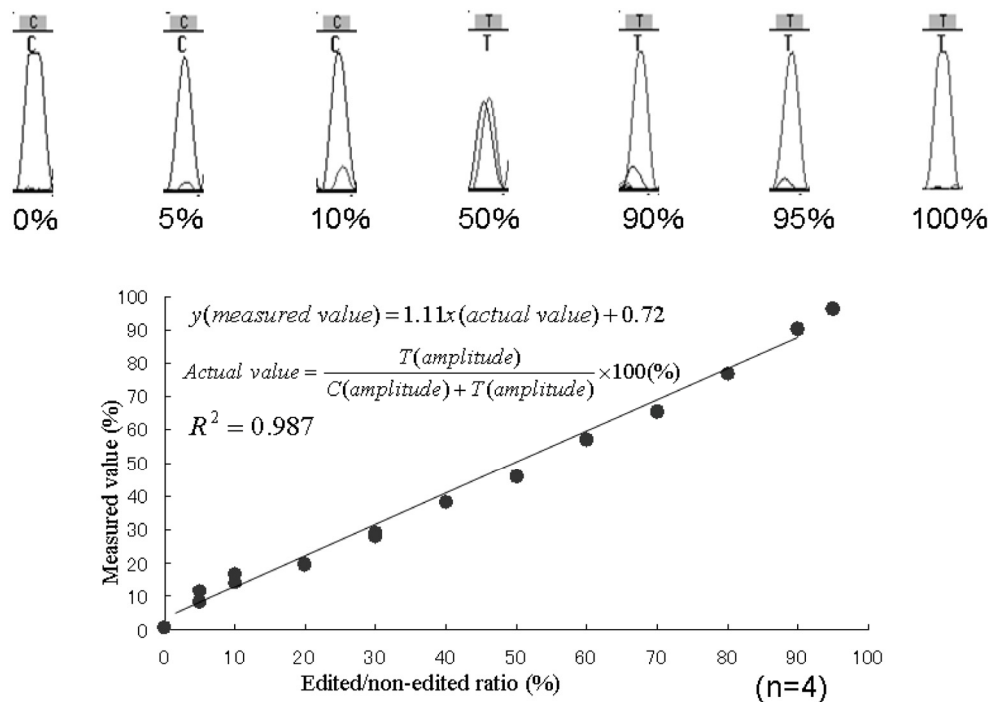 C C C T T T T
C C C T T T T
0% 5% 10% 50% 90% 95% 100%
100
90
80
70
60
50
40
30
20
10
0
Measured value (%)
y(measured value) = 1.11x(actual value) + 0.72
Actual value = T(amplitude) / C(amplitude) + T(amplitude) ×100(%)
R² = 0.987
0 10 20 30 40 50 60 70 80 90 100
Edited/non-edited ratio (%)
(n=4)